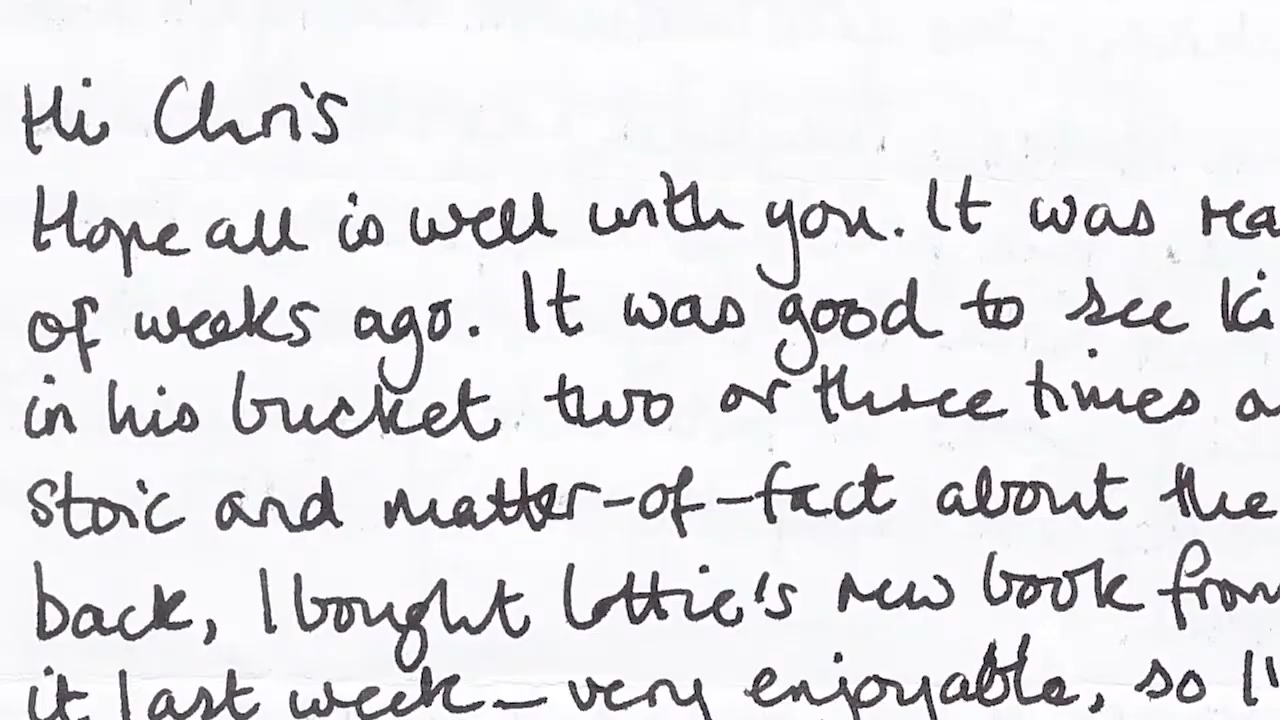 Hi Chris
Hope all is well with you. It was rea
of weeks ago. It was good to see Ki
in his bucket two or three times a
stoic and matter-of-fact about the
back, I bought Lottie's new book from
it last week – very enjoyable, so I'